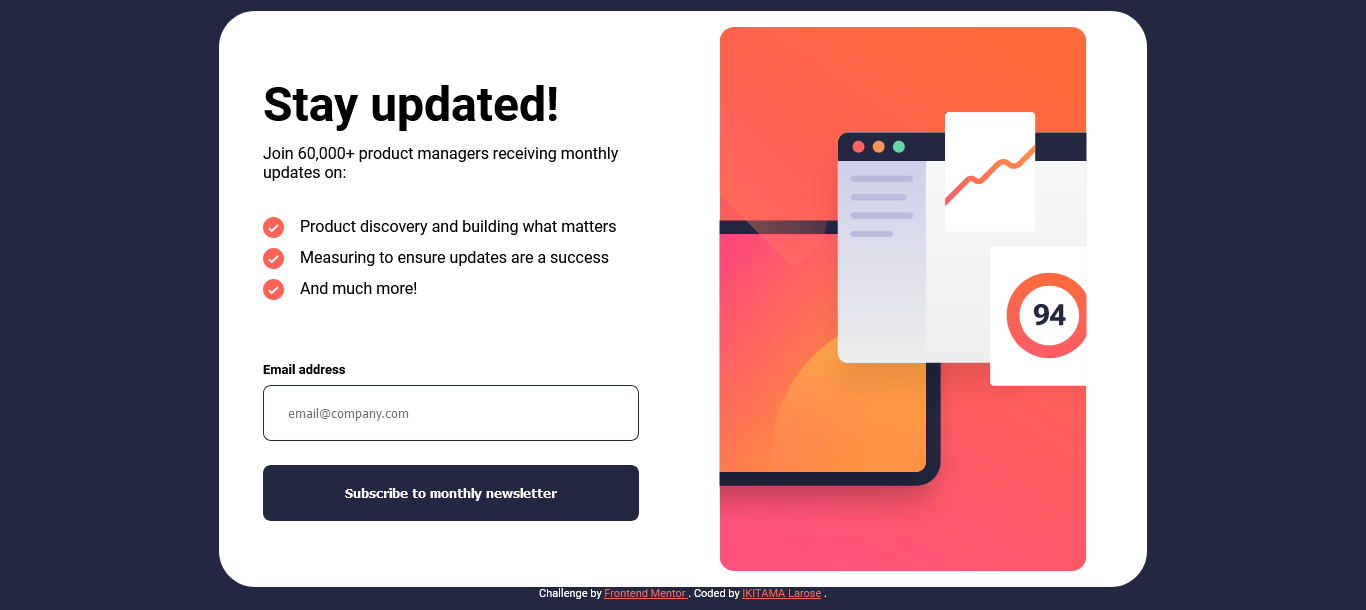 Stay updated!
Join 60,000+ product managers receiving monthly
updates on:
Product discovery and building what matters
Measuring to ensure updates are a success
And much more!
Email address
email@company.com
Subscribe to monthly newsletter
94
Challenge by Frontend Mentor . Coded by IKITAMA Larose .